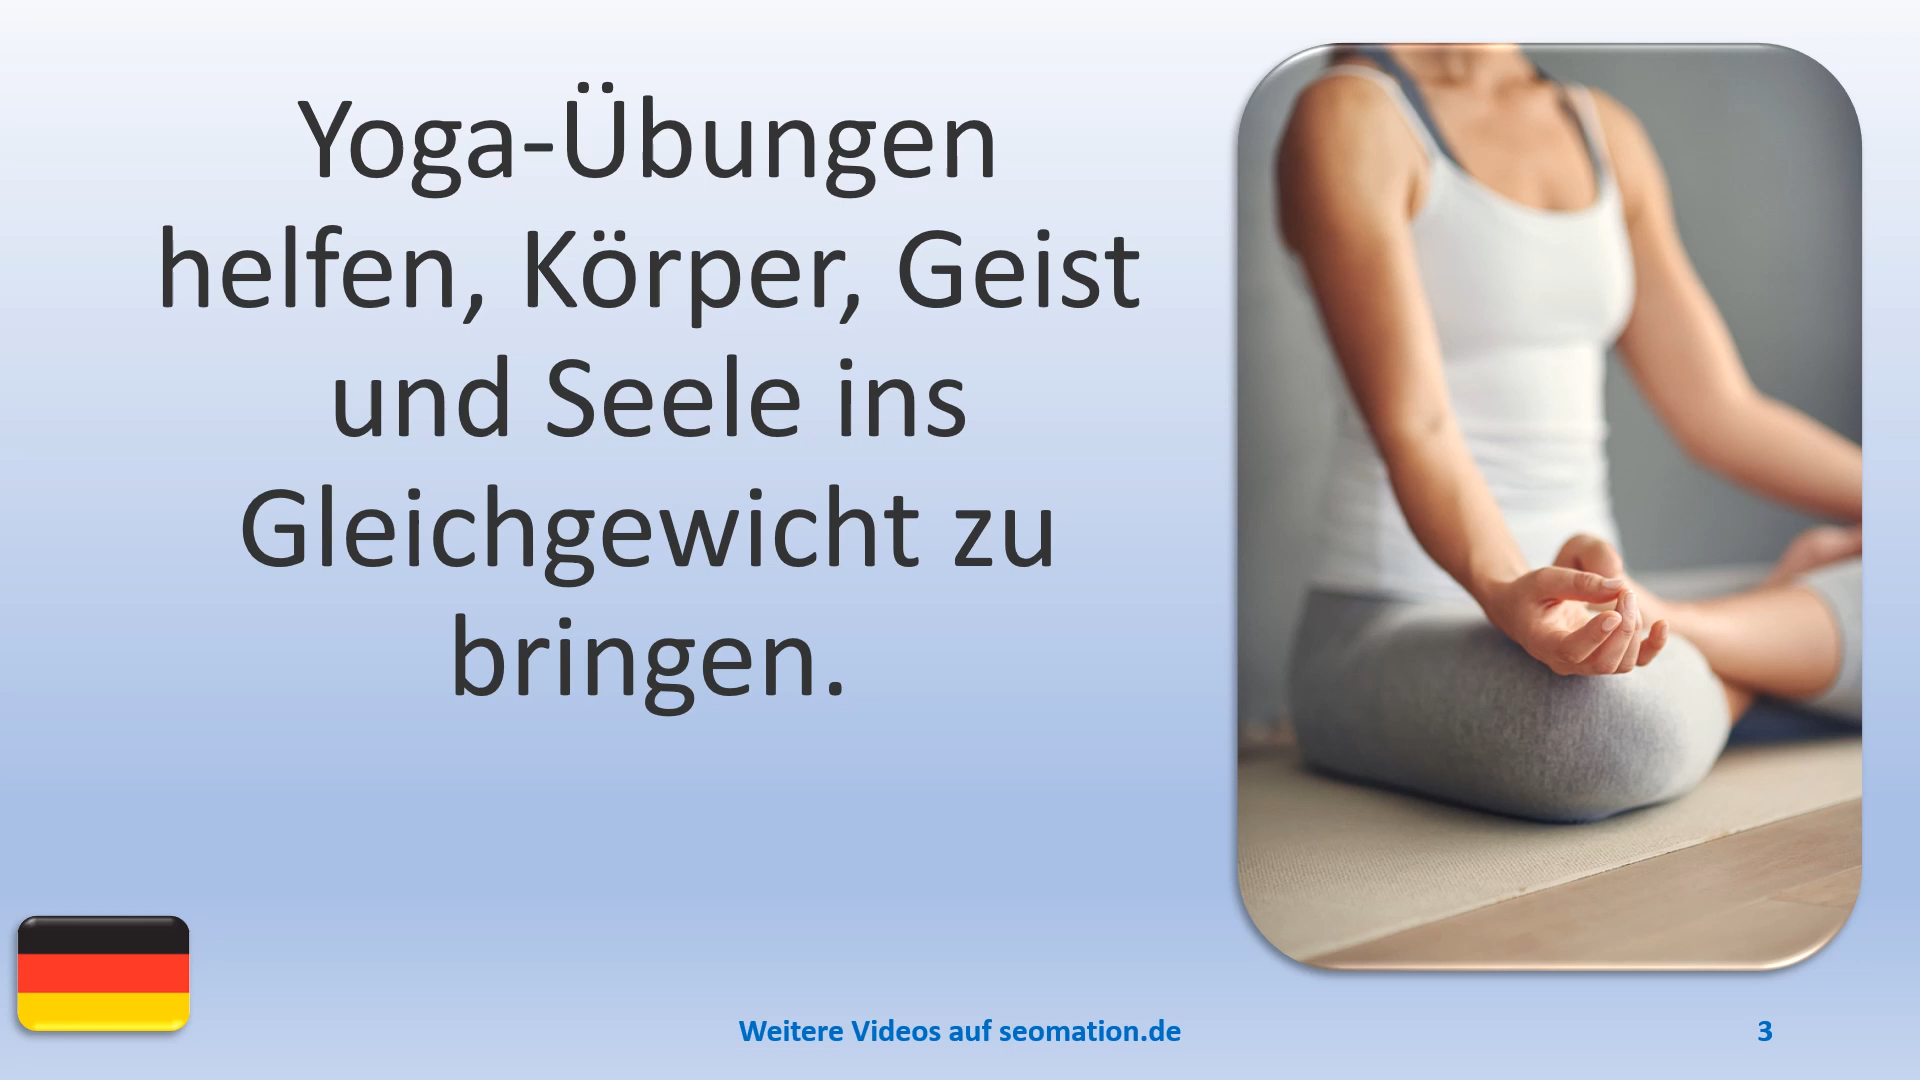 Yoga-Übungen
helfen, Körper, Geist
und Seele ins
Gleichgewicht zu
bringen.
Weitere Videos auf seomation.de
3